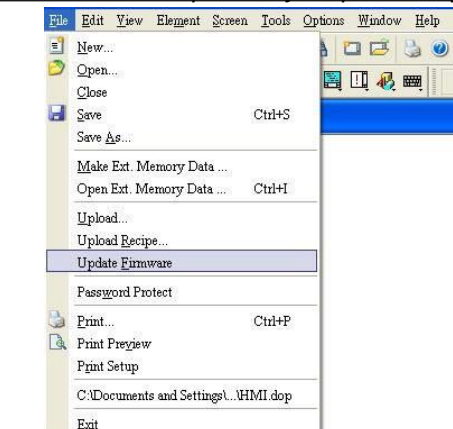 File Edit View Element Screen Tools Options Window Help
New...
Open...
Close
Save Ctrl+S
Save As...
Make Ext. Memory Data ...
Open Ext. Memory Data ... Ctrl+I
Upload...
Upload Recipe...
Update Firmware
Password Protect
Print... Ctrl+P
Print Preview
Print Setup
C:\Documents and Settings\...\HMI.dop
Exit